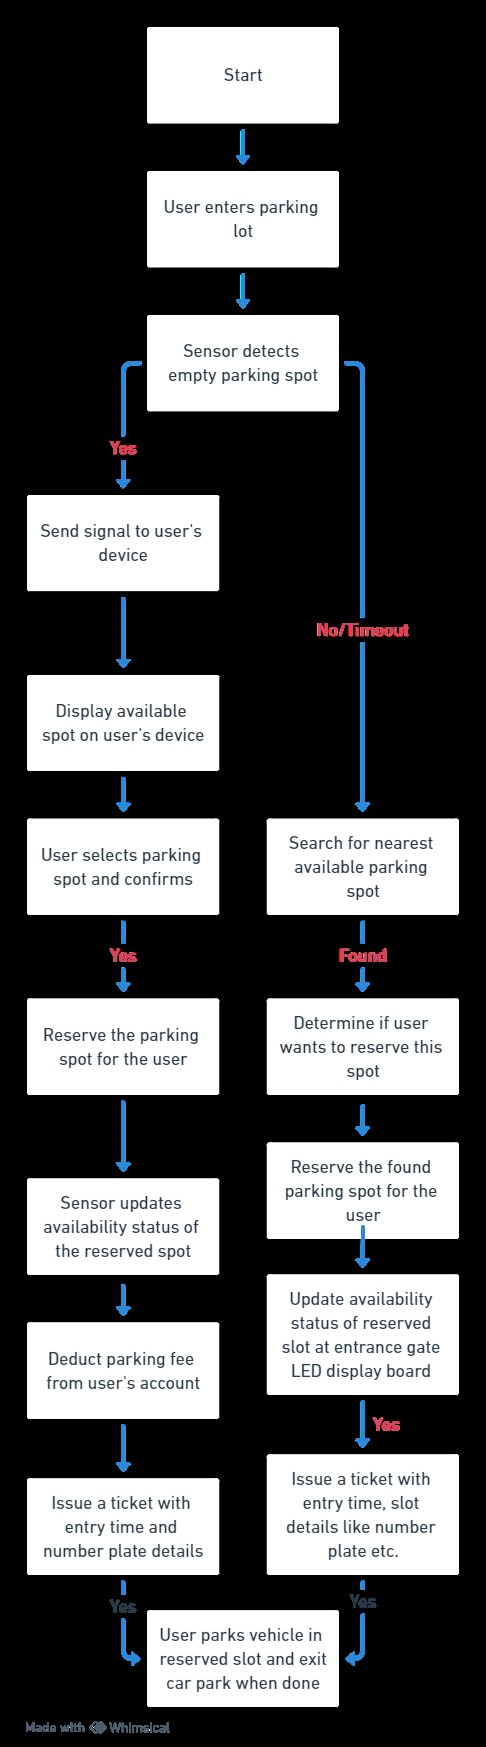 Start
User enters parking
lot
Sensor detects
empty parking spot
Yes
Send signal to user's
device
No/Timeout
Display available
spot on user's device
User selects parking
spot and confirms
Search for nearest
available parking
spot
Yes
Found
Reserve the parking
spot for the user
Determine if user
wants to reserve this
spot
Reserve the found
parking spot for the
user
Sensor updates
availability status of
the reserved spot
Update availability
status of reserved
slot at entrance gate
LED display board
Deduct parking fee
from user's account
Yes
Issue a ticket with
entry time and
number plate details
Issue a ticket with
entry time, slot
details like number
plate etc.
Yes
Yes
User parks vehicle in
reserved slot and exit
car park when done
Made with Whimsical